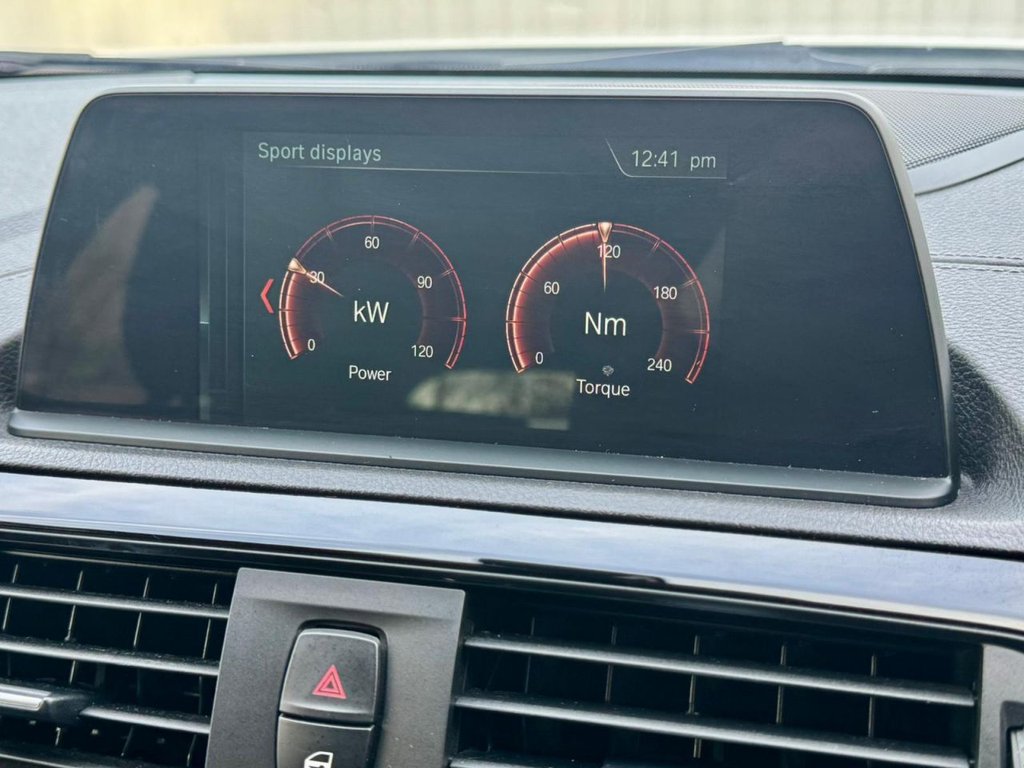 Sport displays
12:41 pm
0
30
60
90
120
kW
Power
0
60
120
180
240
Nm
Torque